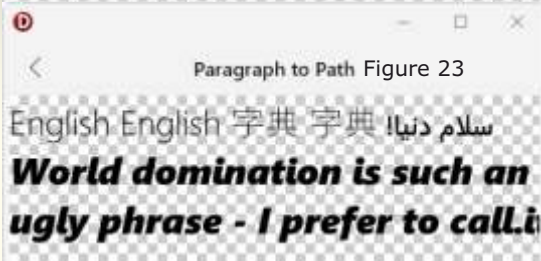 Paragraph to Path Figure 23
English English 字典 字典 سلام دنیا!
World domination is such an
ugly phrase - I prefer to call.i